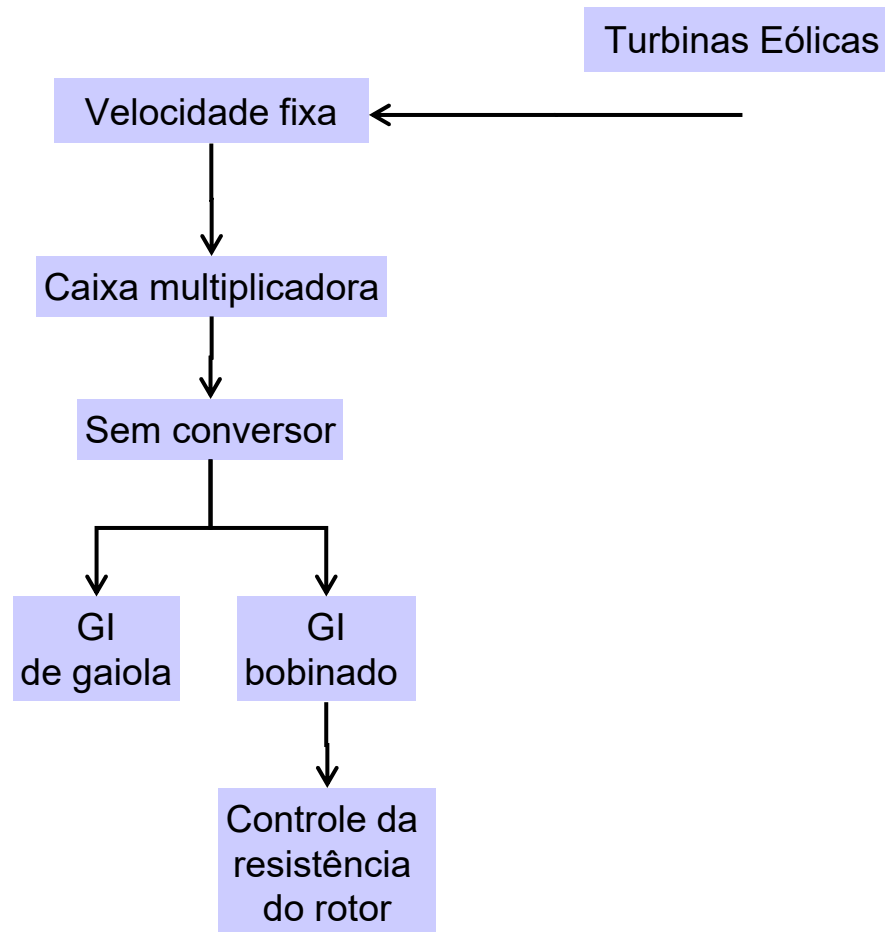 Turbinas Eólicas
Velocidade fixa
Caixa multiplicadora
Sem conversor
GI
de gaiola
GI
bobinado
Controle da
resistência
do rotor